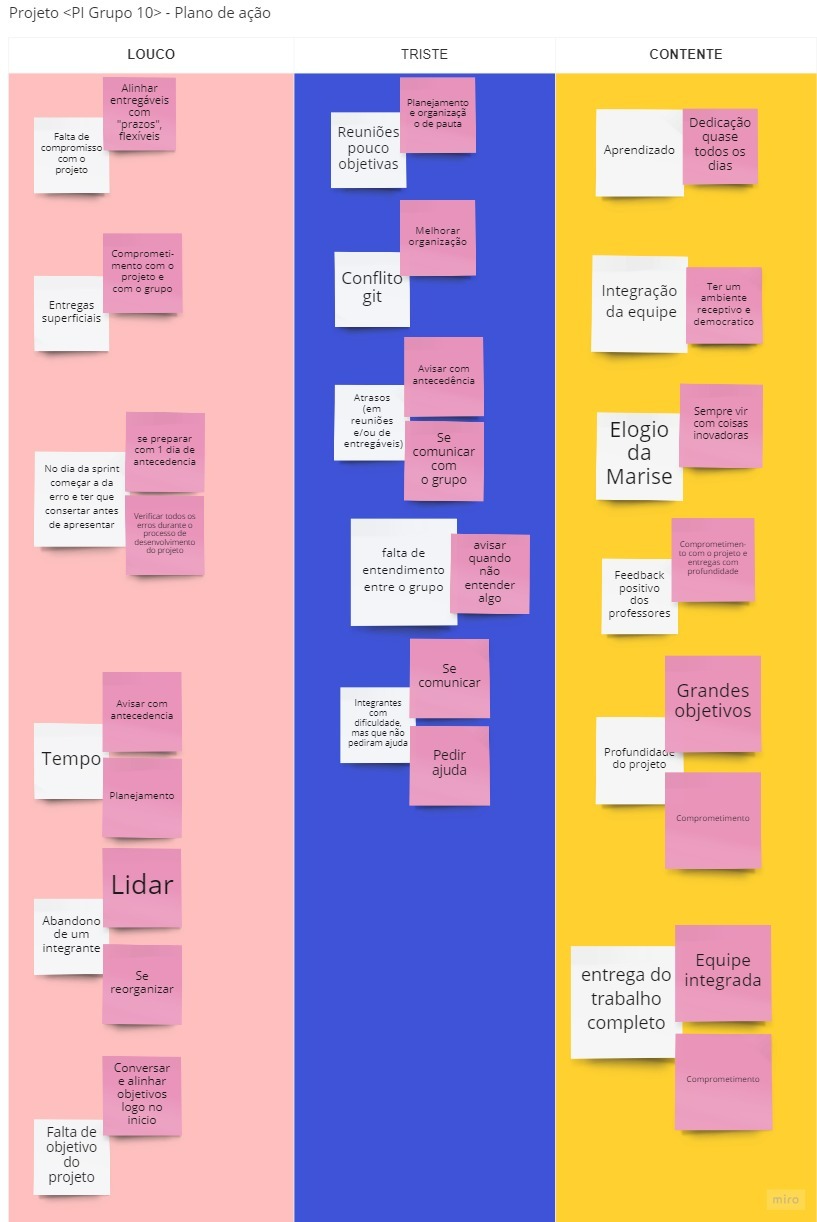 Projeto <PI Grupo 10> - Plano de ação
LOUCO
Alinhar
entregáveis
com
"prazos",
flexíveis
Falta de
compromisso
com o
projeto
Comprometi-
mento com o
projeto e
com o grupo
Entregas
superficiais
se preparar
com 1 dia de
antecedencia
No dia da sprint
começar a da
erro e ter que
consertar antes
de apresentar
Verificar todos os
erros durante o
processo de
desenvolvimento
do projeto
Avisar com
antecedencia
Tempo
Planejamento
Lidar
Abandono
de um
integrante
Se
reorganizar
Conversar
e alinhar
objetivos
logo no
inicio
Falta de
objetivo
do
projeto
TRISTE
Planejamento
e organizaçã
o de pauta
Reuniões
pouco
objetivas
Melhorar
organização
Conflito
git
Avisar com
antecedência
Atrasos
(em
reuniões
e/ou de
entregáveis)
Se
comunicar
com
o grupo
falta de
entendimento
entre o grupo
avisar
quando
não
entender
algo
Se
comunicar
Integrantes
com
dificuldade,
mas que não
pediram ajuda
Pedir
ajuda
CONTENTE
Aprendizado
Dedicação
quase
todos os
dias
Integração
da equipe
Ter um
ambiente
receptivo e
democratico
Sempre vir
com coisas
inovadoras
Elogio
da
Marise
Comprometimen-
to com o projeto e
entregas com
profundidade
Feedback
positivo
dos
professores
Grandes
objetivos
Profundidade
do projeto
Comprometimento
Equipe
integrada
entrega do
trabalho
completo
Comprometimento
miro